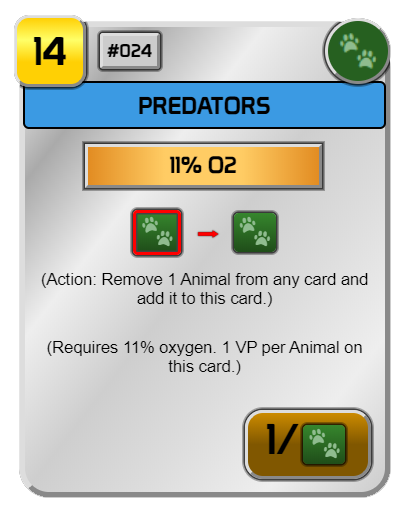 14
#024
PREDATORS
11% O2
(Action: Remove 1 Animal from any card and
add it to this card.)
(Requires 11% oxygen. 1 VP per Animal on
this card.)
1/